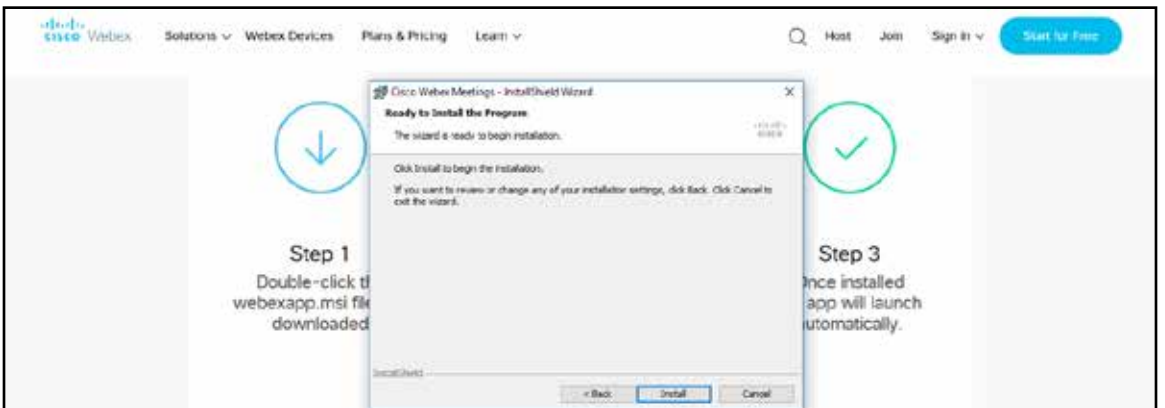 cisco Webex Solutions Webex Devices Plans & Pricing Learn Host Join Sign in Start for Free
Cisco Webex Meetings - InstallShield Wizard
Ready to Install the Program
The wizard is ready to begin installation.
CISCO
Click Install to begin the installation.
If you want to review or change any of your installation settings, click Back. Click Cancel to
exit the wizard.
Step 1
Double-click th
webexapp.msi file
downloaded
Step 3
Once installed
app will launch
utomatically.
InstallShield
< Back Install Cancel